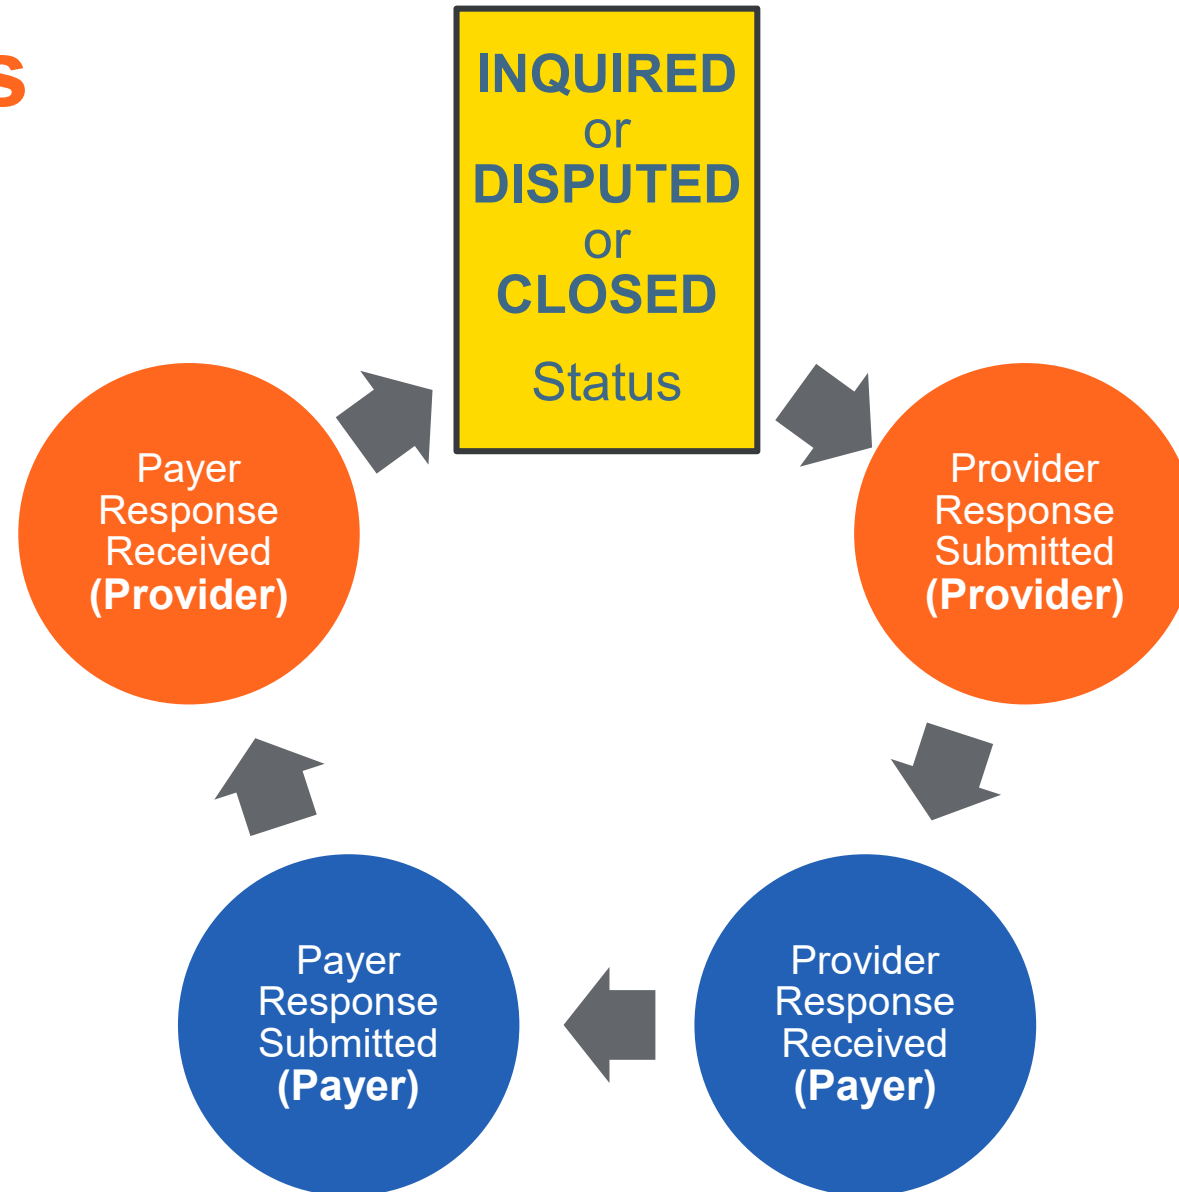 s
INQUIRED
or
DISPUTED
or
CLOSED
Status
Payer
Response
Received
(Provider)
Provider
Response
Submitted
(Provider)
Payer
Response
Submitted
(Payer)
Provider
Response
Received
(Payer)